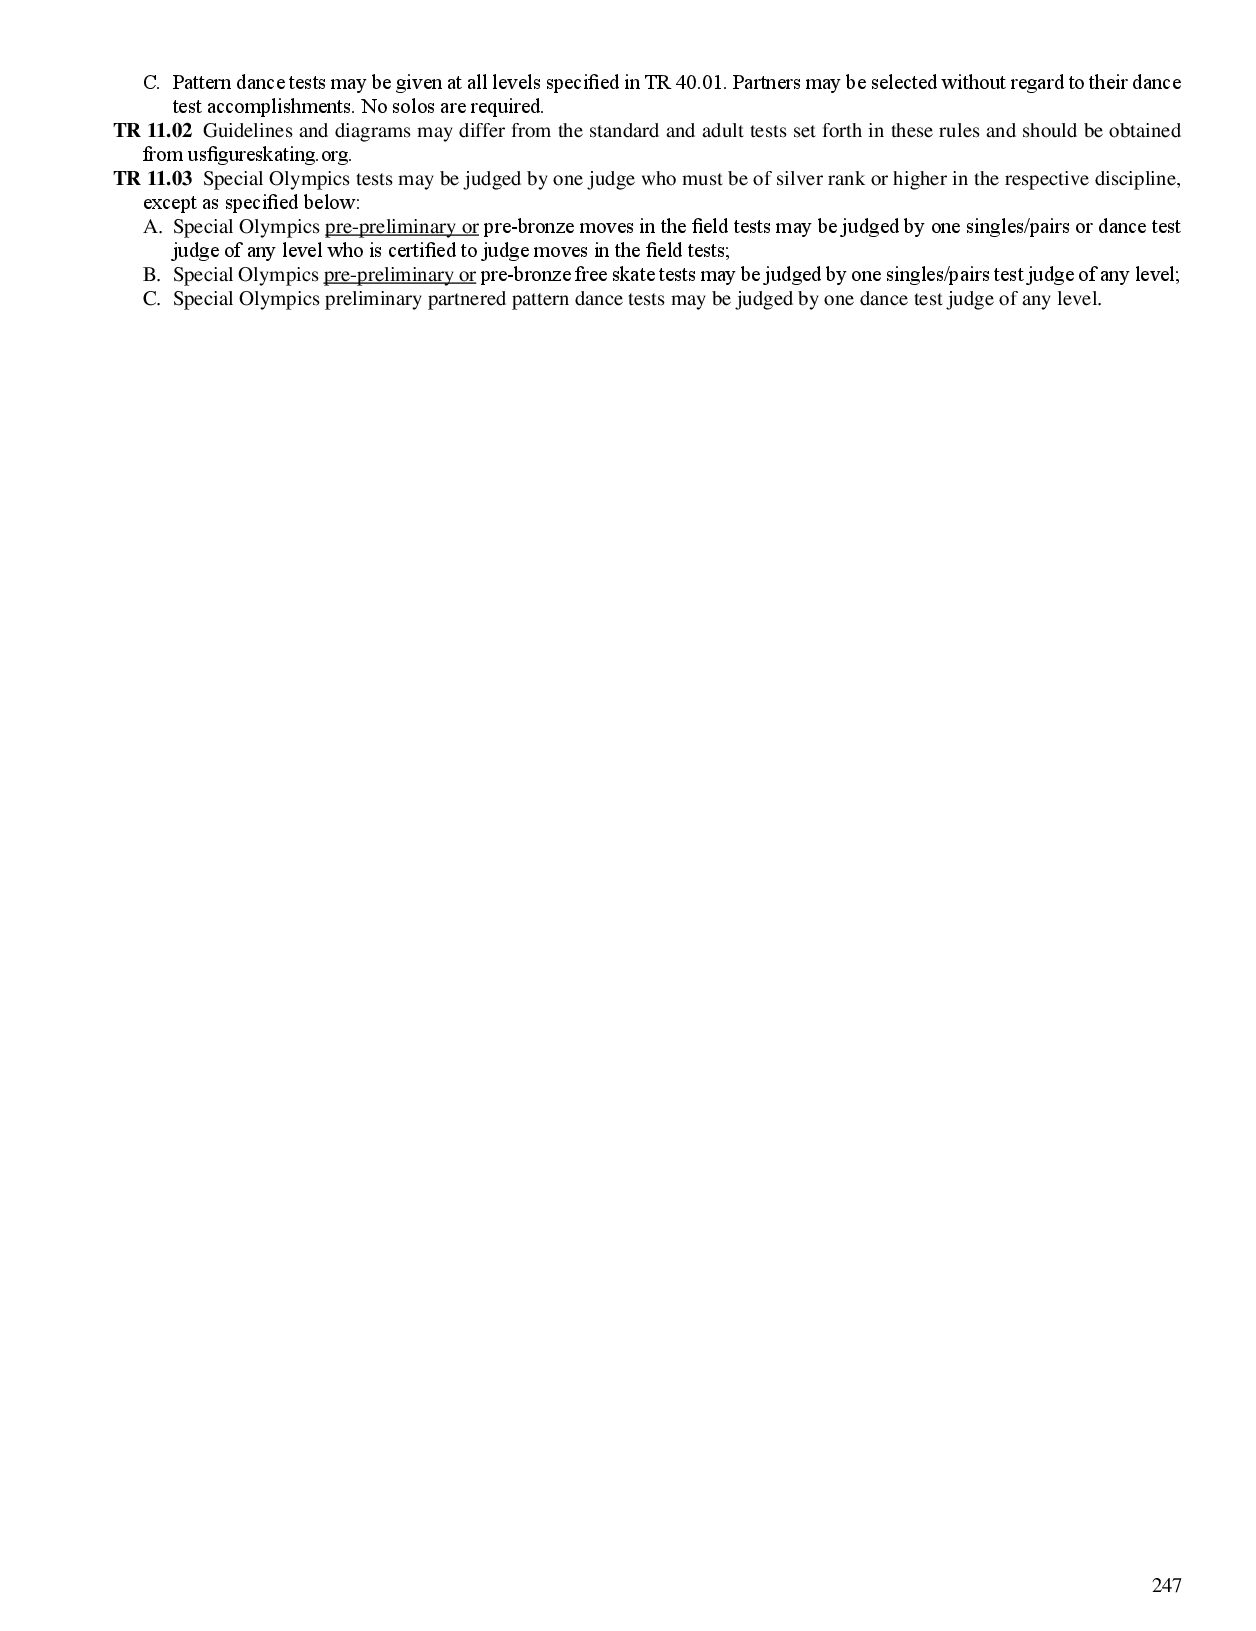 C. Pattern dance tests may be given at all levels specified in TR 40.01. Partners may be selected without regard to their dance
test accomplishments. No solos are required.
TR 11.02 Guidelines and diagrams may differ from the standard and adult tests set forth in these rules and should be obtained
from usfigureskating.org.
TR 11.03 Special Olympics tests may be judged by one judge who must be of silver rank or higher in the respective discipline,
except as specified below:
A. Special Olympics pre-preliminary or pre-bronze moves in the field tests may be judged by one singles/pairs or dance test
judge of any level who is certified to judge moves in the field tests;
B. Special Olympics pre-preliminary or pre-bronze free skate tests may be judged by one singles/pairs test judge of any level;
C. Special Olympics preliminary partnered pattern dance tests may be judged by one dance test judge of any level.
247